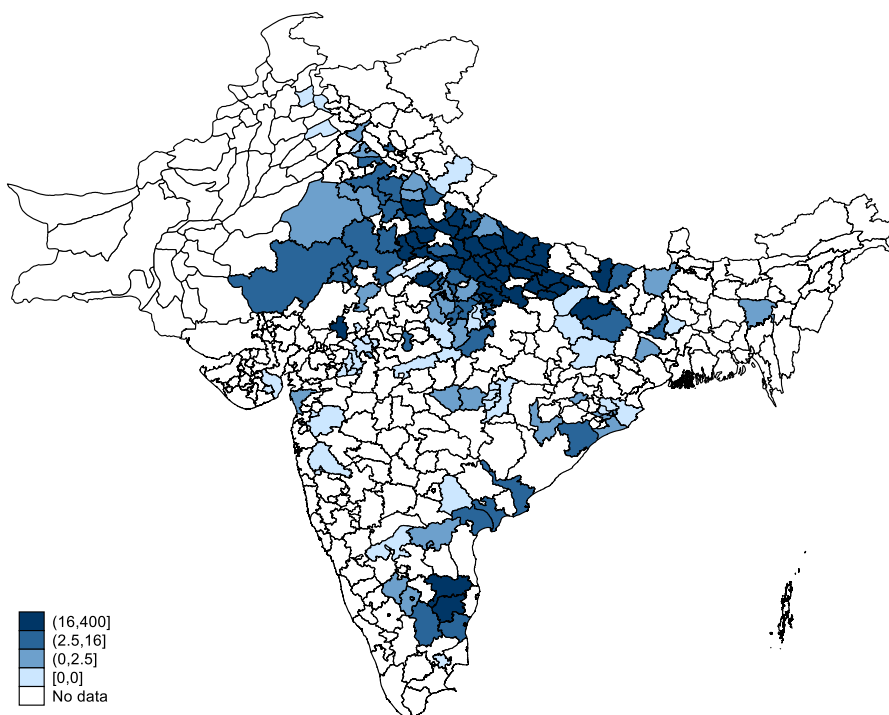 (16,400]
(2.5,16]
(0,2.5]
[0,0]
No data